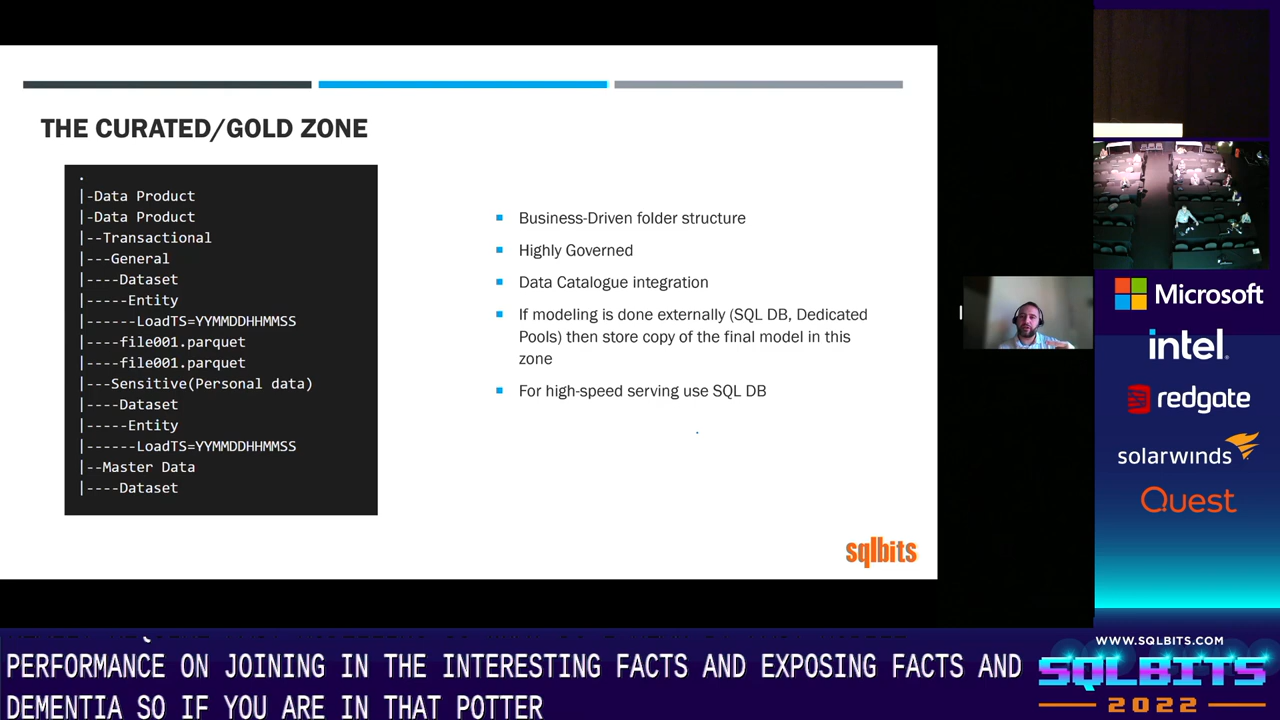 THE CURATED/GOLD ZONE
.
|-Data Product
|-Data Product
|--Transactional
|---General
|----Dataset
|-----Entity
|------LoadTS=YYMMDDHHMMSS
|----file001.parquet
|----file001.parquet
|---Sensitive(Personal data)
|----Dataset
|-----Entity
|------LoadTS=YYMMDDHHMMSS
|--Master Data
|----Dataset
Business-Driven folder structure
Highly Governed
Data Catalogue integration
If modeling is done externally (SQL DB, Dedicated
Pools) then store copy of the final model in this
zone
For high-speed serving use SQL DB
sqlbits
Microsoft
intel.
redgate
solarwinds
Quest
WWW.SQLBITS.COM
SQLBITS
2022
PERFORMANCE ON JOINING IN THE INTERESTING FACTS AND EXPOSING FACTS AND
DEMENTIA SO IF YOU ARE IN THAT POTTER